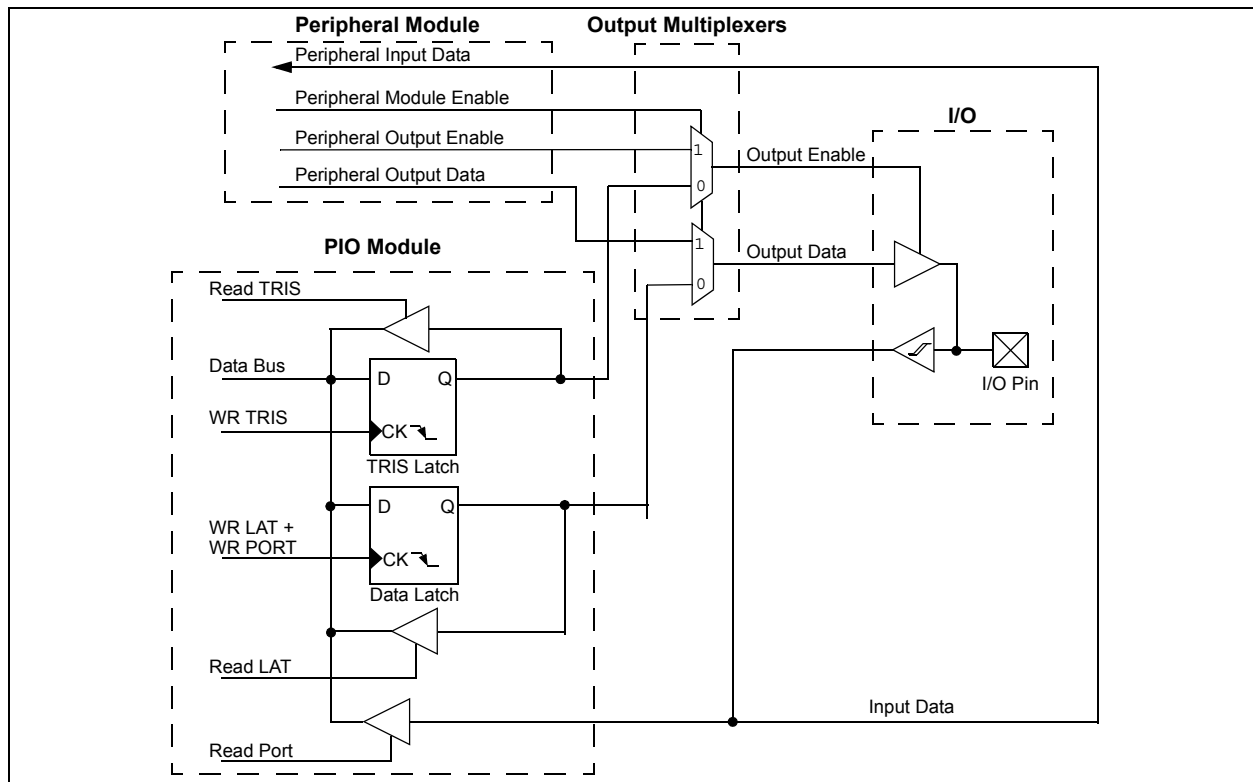 Peripheral Module
Output Multiplexers
Peripheral Input Data
Peripheral Module Enable
I/O
Peripheral Output Enable
1
Output Enable
Peripheral Output Data
0
PIO Module
1
Output Data
Read TRIS
0
Data Bus
D
Q
I/O Pin
WR TRIS
CK
TRIS Latch
D
Q
WR LAT +
WR PORT
CK
Data Latch
Read LAT
Input Data
Read Port